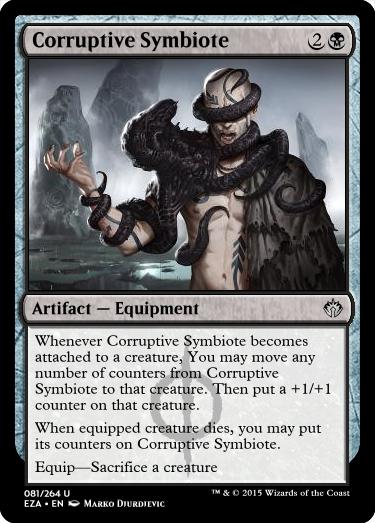 Corruptive Symbiote 2
Artifact — Equipment
Whenever Corruptive Symbiote becomes
attached to a creature, You may move any
number of counters from Corruptive
Symbiote to that creature. Then put a +1/+1
counter on that creature.
When equipped creature dies, you may put
its counters on Corruptive Symbiote.
Equip—Sacrifice a creature
081/264 U
EZA • EN Marko Djurdjevic
™ & © 2015 Wizards of the Coast